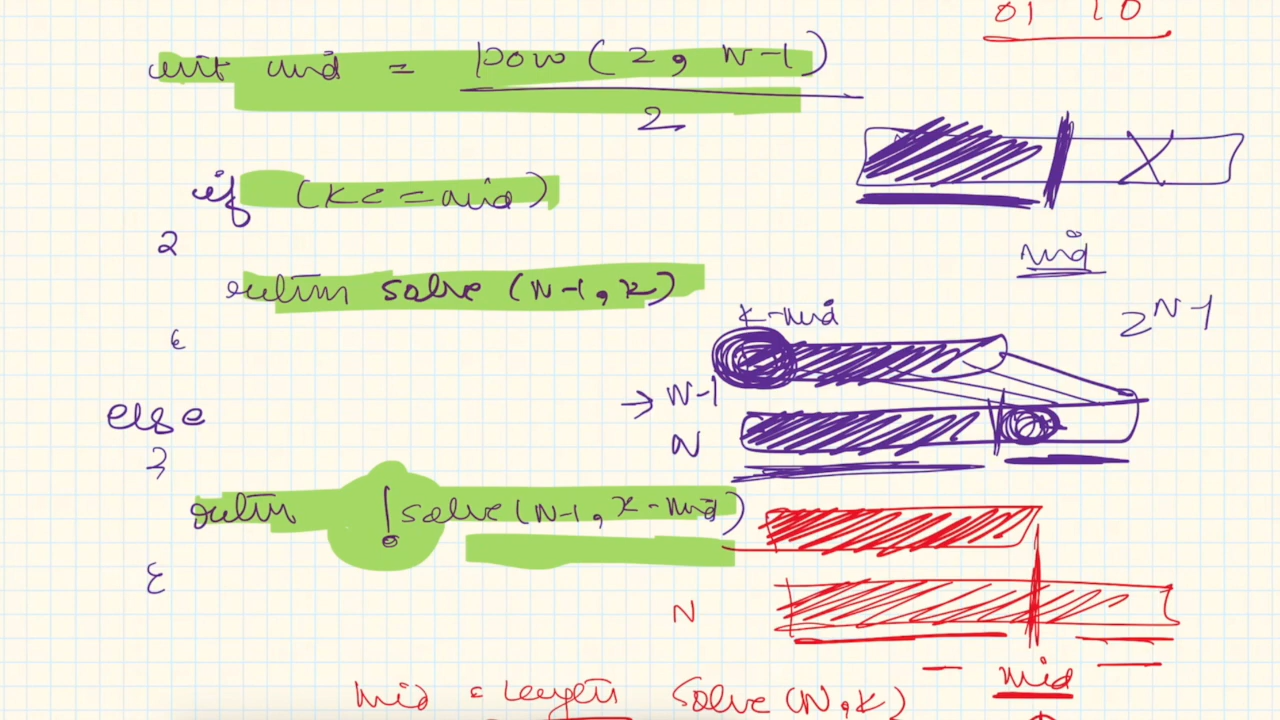 01 10
int mid = pow(2, N-1)
2
mid
if (K<=mid)
{
return solve(N-1, K)
}
K-mid
2^N-1
→ N-1
N
else
{
return !solve(N-1, K-mid)
}
N
mid
mid = length solve(N,K)